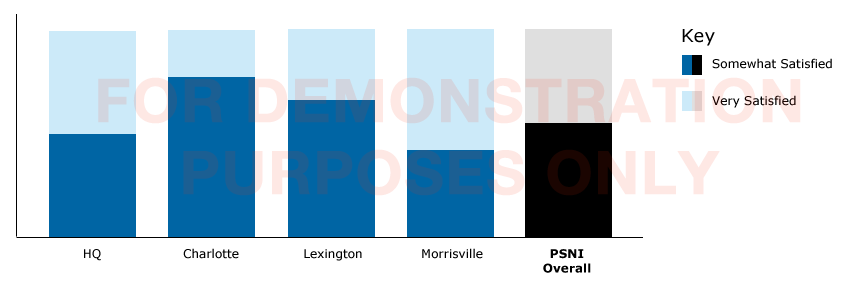 Key
Somewhat Satisfied
Very Satisfied
FOR DEMONSTRATION
PURPOSES ONLY
HQ
Charlotte
Lexington
Morrisville
PSNI
Overall